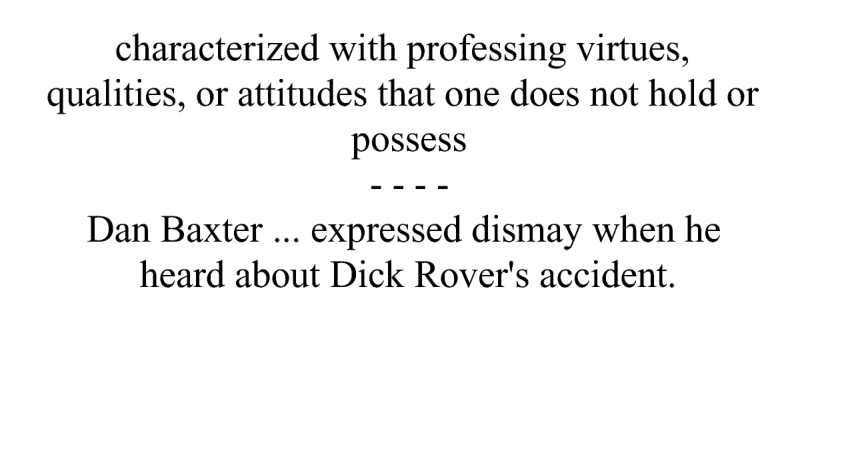 characterized with professing virtues,
qualities, or attitudes that one does not hold or
possess
- - - -
Dan Baxter ... expressed dismay when he
heard about Dick Rover's accident.